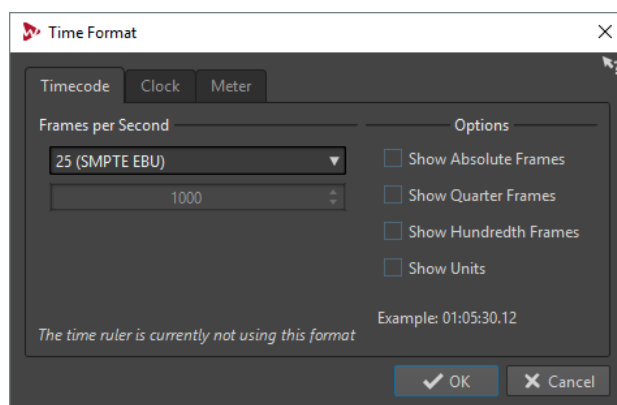 Time Format
Timecode Clock Meter
Frames per Second
25 (SMPTE EBU)
1000
The time ruler is currently not using this format
Options
Show Absolute Frames
Show Quarter Frames
Show Hundredth Frames
Show Units
Example: 01:05:30.12
OK Cancel